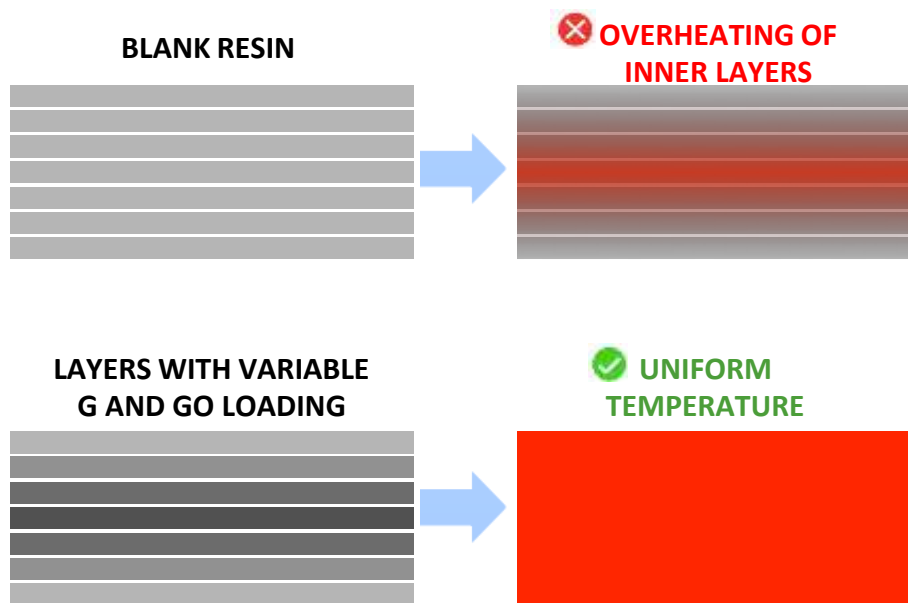 BLANK RESIN
OVERHEATING OF
INNER LAYERS
LAYERS WITH VARIABLE
G AND GO LOADING
UNIFORM
TEMPERATURE